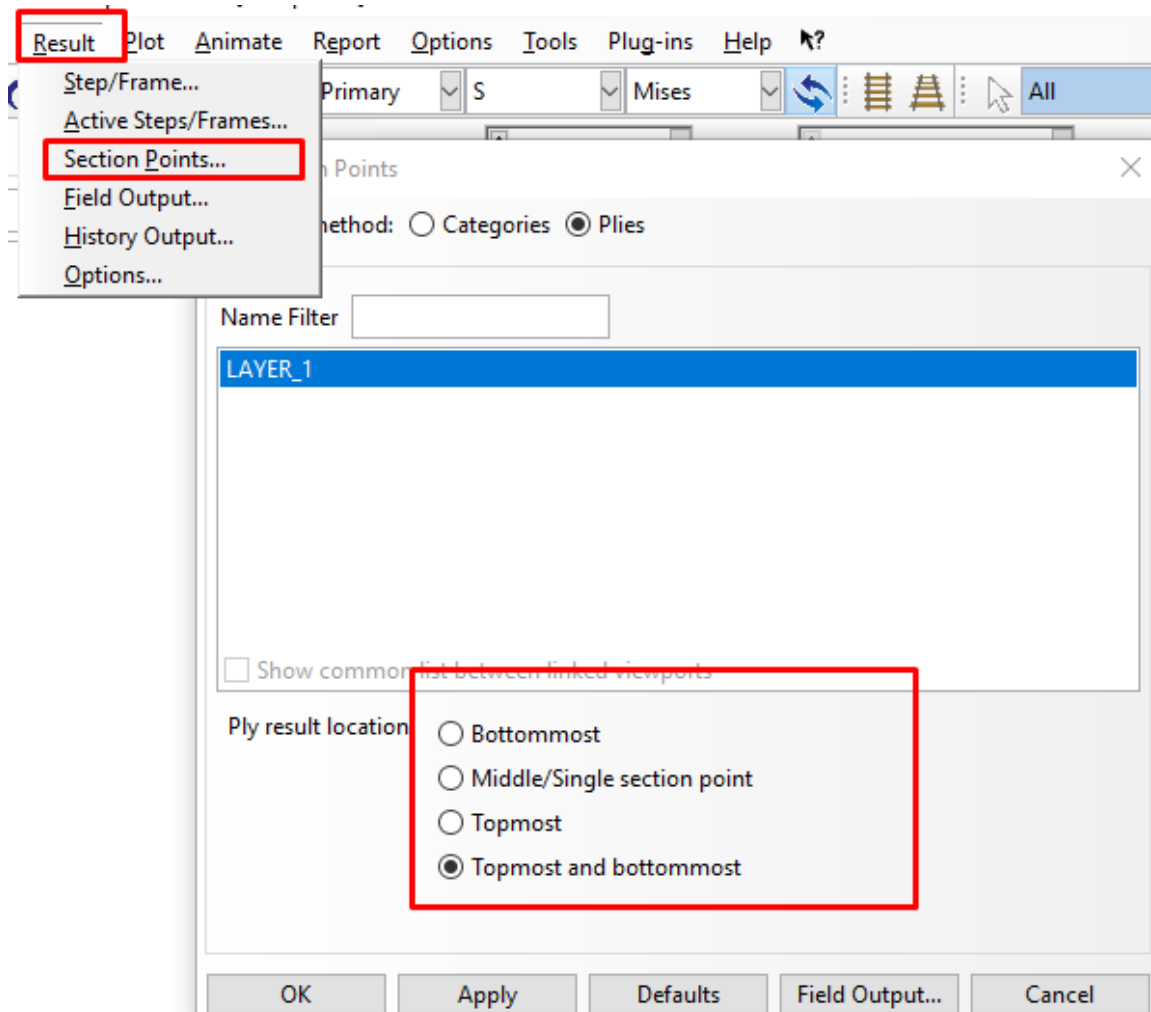 Result Plot Animate Report Options Tools Plug-ins Help
Step/Frame...
Primary S Mises All
Active Steps/Frames...
Section Points...
Points
Field Output...
method: Categories Plies
History Output...
Options...
Name Filter
LAYER_1
Show common list between linked viewports
Ply result location
Bottommost
Middle/Single section point
Topmost
Topmost and bottommost
OK Apply Defaults Field Output... Cancel